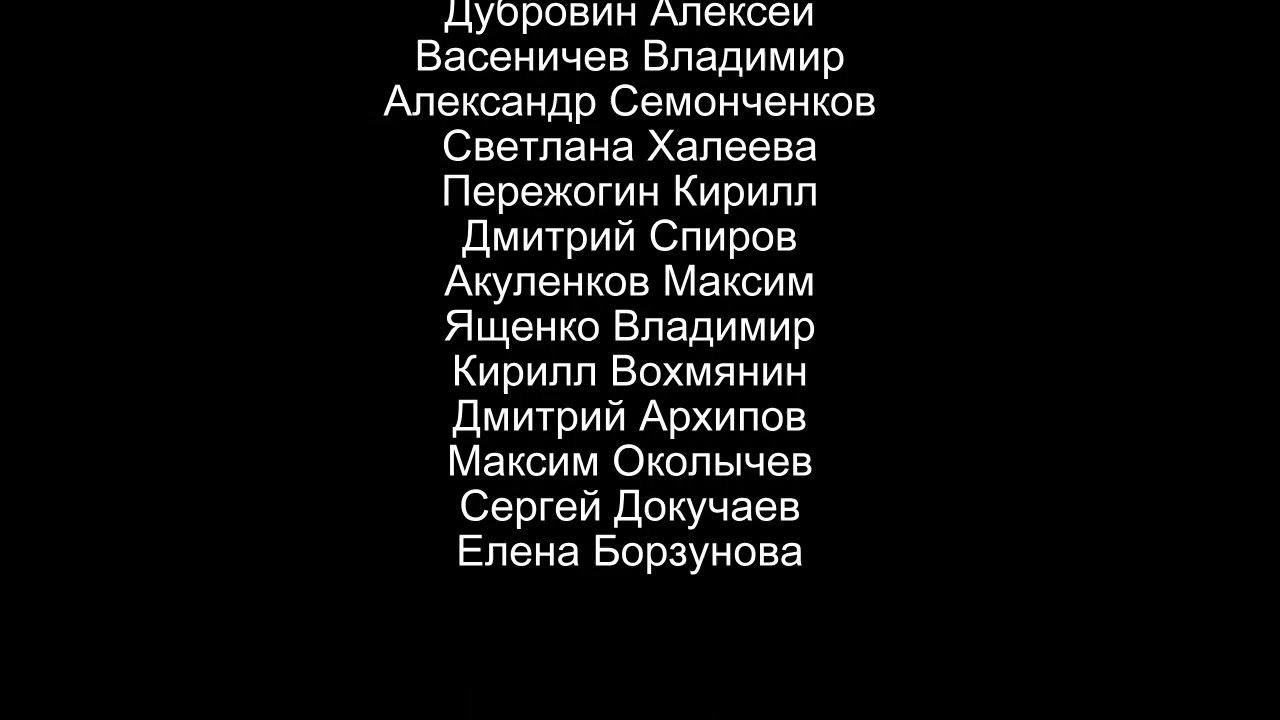 Дубровин Алексей
Васеничев Владимир
Александр Семонченков
Светлана Халеева
Пережогин Кирилл
Дмитрий Спиров
Акуленков Максим
Ященко Владимир
Кирилл Вохмянин
Дмитрий Архипов
Максим Околычев
Сергей Докучаев
Елена Борзунова